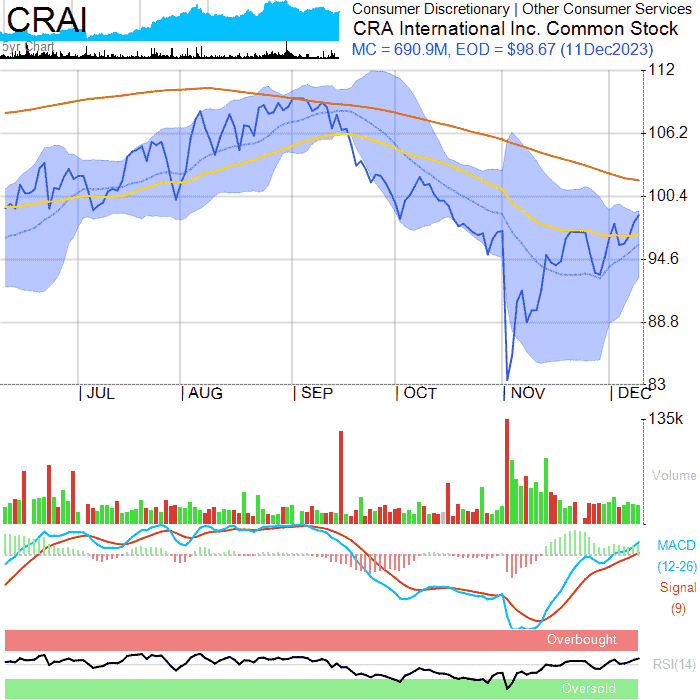 CRAI
5yr Chart
Consumer Discretionary | Other Consumer Services
CRA International Inc. Common Stock
MC = 690.9M, EOD = $98.67 (11Dec2023)
112
106.2
100.4
94.6
88.8
83
| JUL
| AUG
| SEP
| OCT
| NOV
| DEC
135k
Volume
MACD
(12-26)
Signal
(9)
Overbought
RSI(14)
Oversold